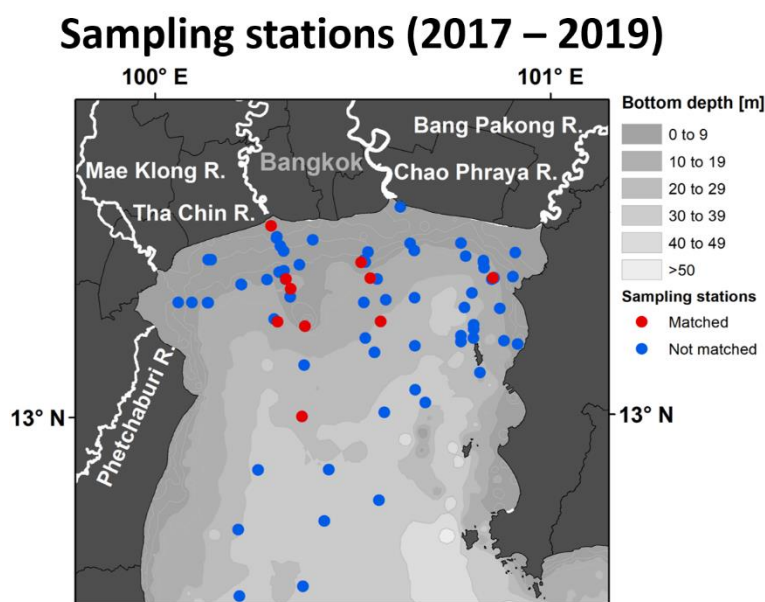 Sampling stations (2017 – 2019)
100° E
101° E
Bottom depth [m]
0 to 9
10 to 19
20 to 29
30 to 39
40 to 49
>50
Sampling stations
Matched
Not matched
Bang Pakong R.
Bangkok
Mae Klong R.
Chao Phraya R.
Tha Chin R.
Phetchaburi R.
13° N
13° N